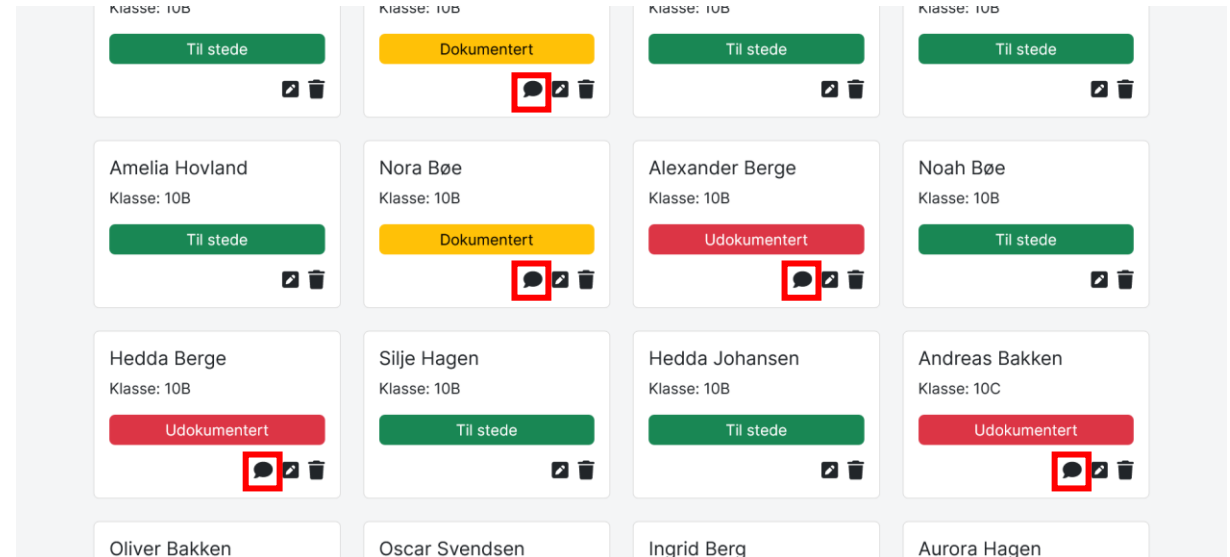 Klasse: 10B
Klasse: 10B
Klasse: 10B
Klasse: 10B
Til stede
Dokumentert
Til stede
Til stede
Amelia Hovland
Klasse: 10B
Til stede
Nora Bøe
Klasse: 10B
Dokumentert
Alexander Berge
Klasse: 10B
Udokumentert
Noah Bøe
Klasse: 10B
Til stede
Hedda Berge
Klasse: 10B
Udokumentert
Silje Hagen
Klasse: 10B
Til stede
Hedda Johansen
Klasse: 10B
Til stede
Andreas Bakken
Klasse: 10C
Udokumentert
Oliver Bakken
Oscar Svendsen
Ingrid Berg
Aurora Hagen